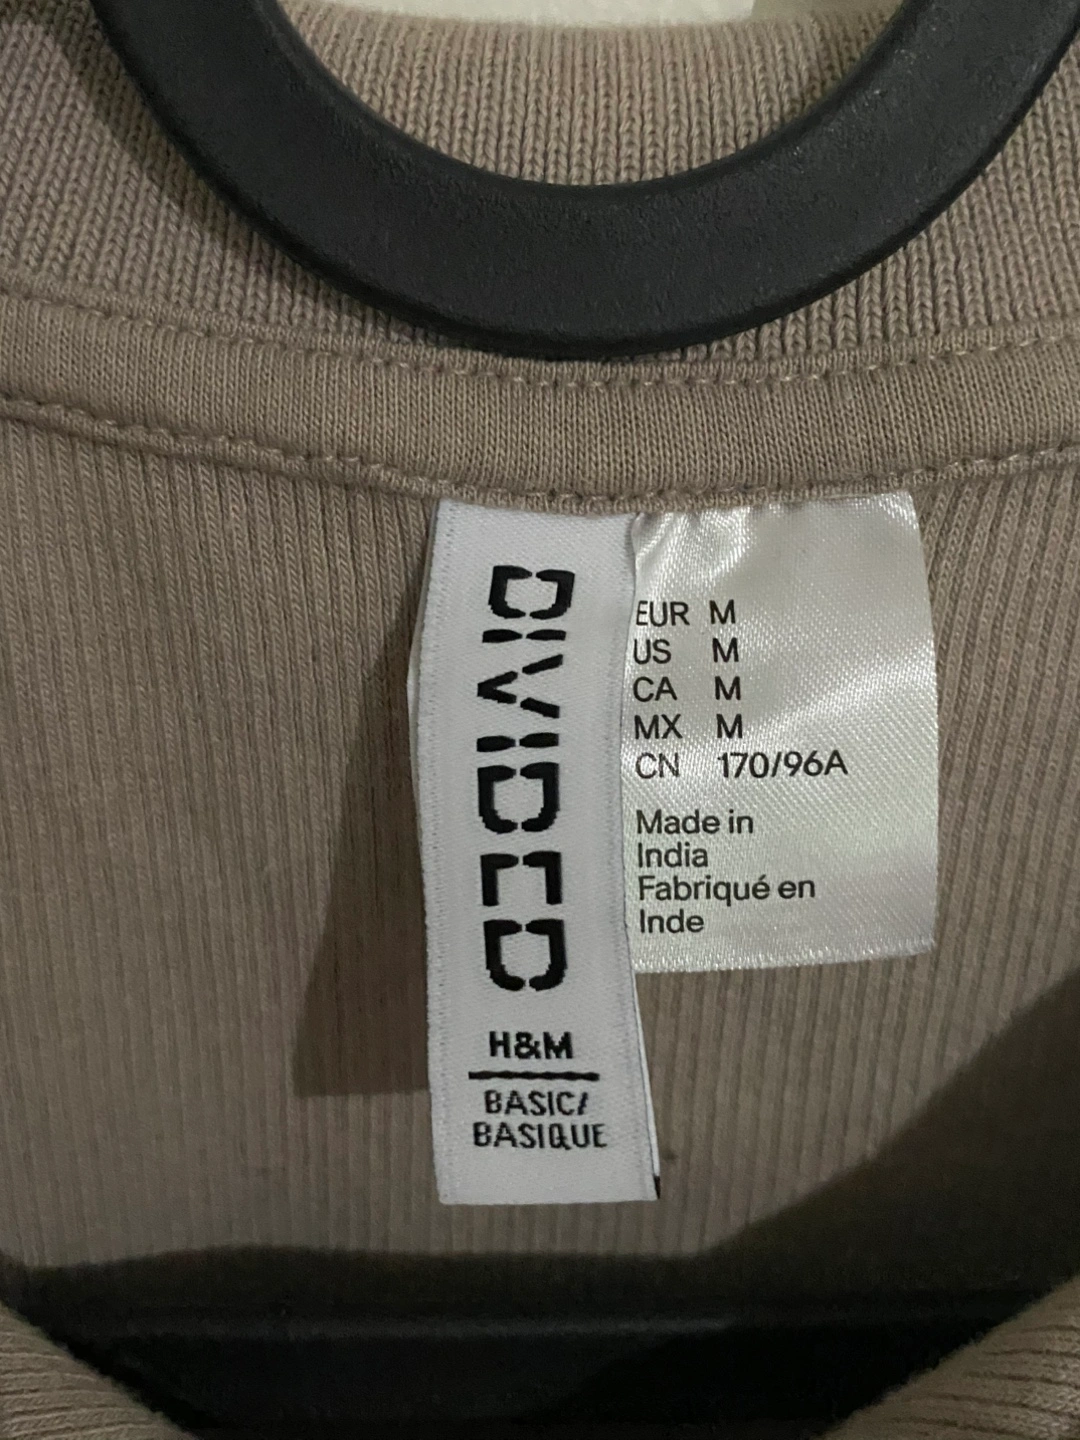 DIVIDED
H&M
BASIC/
BASIQUE
EUR M
US M
CA M
MX M
CN 170/96A
Made in
India
Fabriqué en
Inde